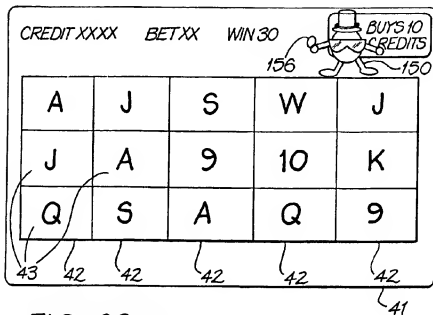 CREDIT XXXX BET XX WIN 30 BUYS 10
CREDITS
156 150
A J S W J
J A 9 10 K
Q S A Q 9
43 42 42 42 42 42
41